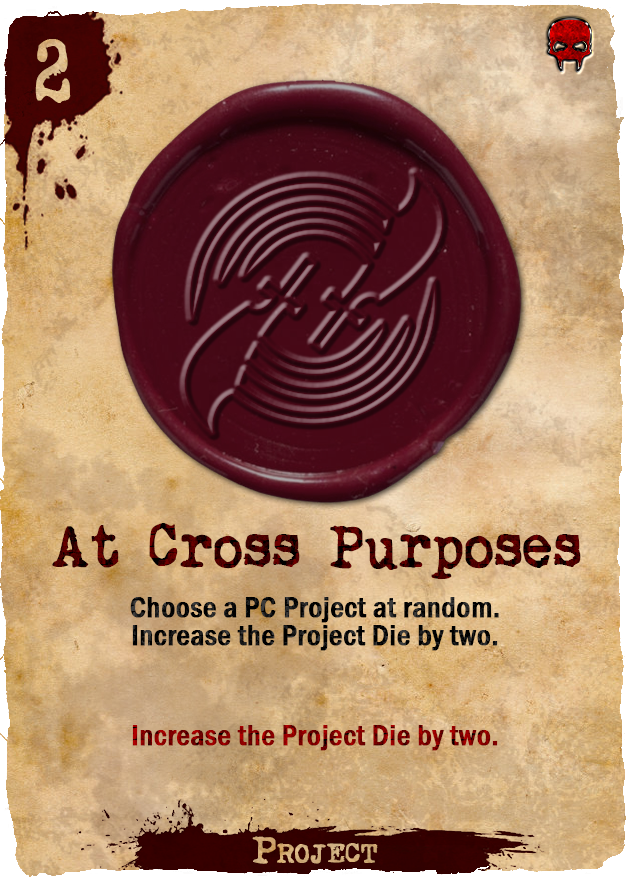 2
At Cross Purposes
Choose a PC Project at random.
Increase the Project Die by two.
Increase the Project Die by two.
Project